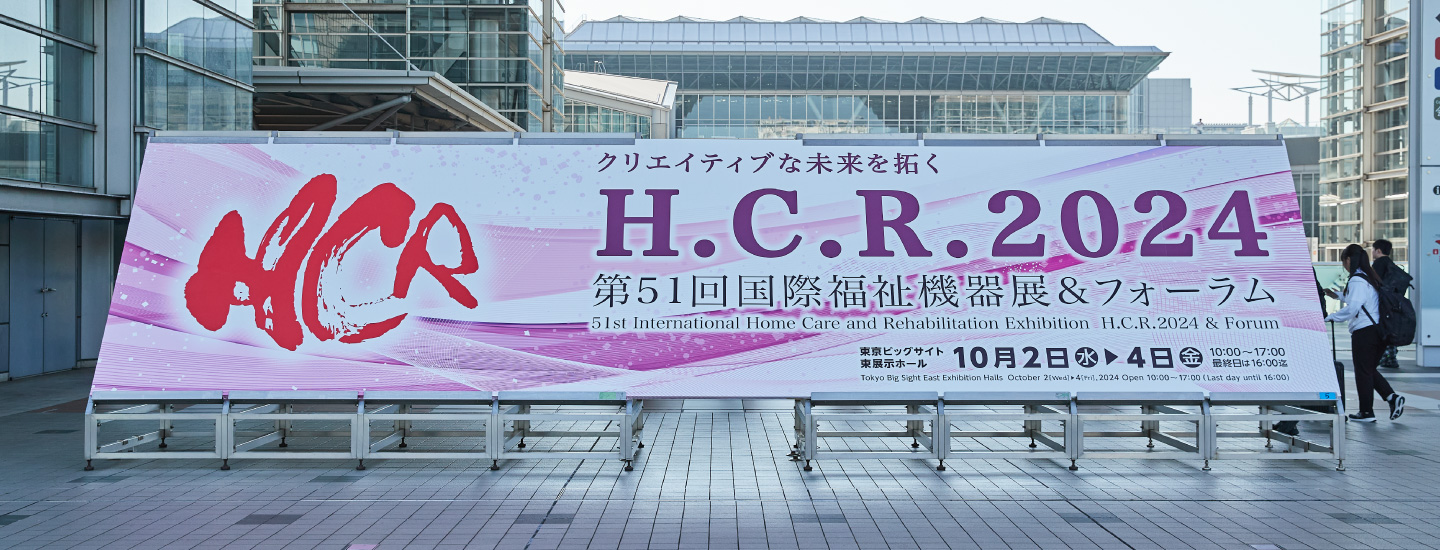 HCR
クリエイティブな未来を拓く
H.C.R.2024
第51回国際福祉機器展&フォーラム
51st International Home Care and Rehabilitation Exhibition H.C.R.2024 & Forum
東京ビッグサイト
東展示ホール
10月2日水▶4日金
10:00〜17:00
最終日は16:00迄
Tokyo Big Sight East Exhibition Halls October 2(Wed)▶4(Fri), 2024 Open 10:00〜17:00 (Last day until 16:00)